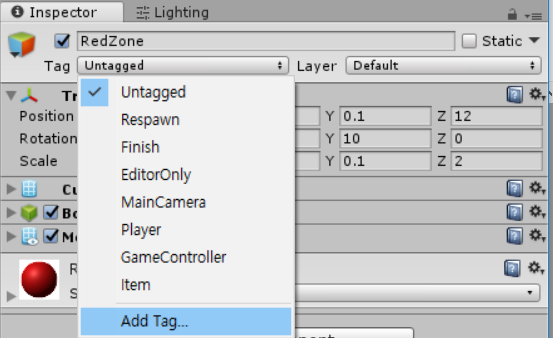 Inspector Lighting
RedZone Static
Tag Untagged Layer Default
Untagged
Respawn
Finish
EditorOnly
MainCamera
Player
GameController
Item
Add Tag...
Position Y 0.1 Z 12
Rotation Y 10 Z 0
Scale Y 0.1 Z 2